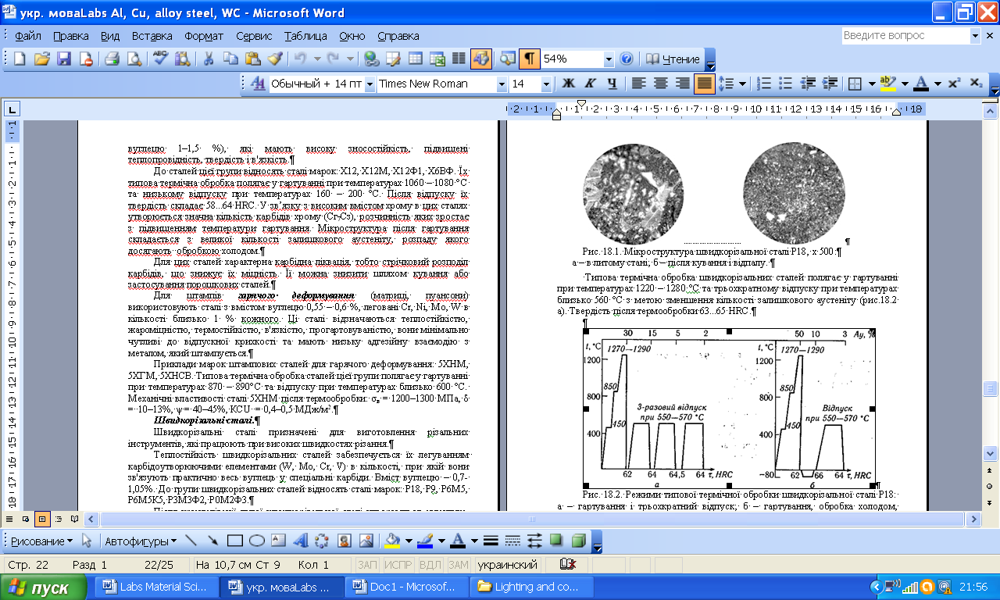 укр. моваLabs Al, Cu, alloy steel, WC - Microsoft Word
Файл Правка Вид Вставка Формат Сервис Таблица Окно Справка
Введите вопрос
54% Чтение
Обычный + 14 пт Times New Roman 14 Ж К Ч
2 1 1 2 3 4 5 6 7 8 9 10 11 12 13 14 15 16 18
вуглецю 1–1,5 %), які мають високу зносостійкість, підвищені
теплопровідність, твердість і в'язкість.¶
До сталей цієї групи відносять сталі марок: Х12, Х12М, Х12Ф1, Х6ВФ. Їх
типова термічна обробка полягає у гартуванні при температурах 1060 – 1080 °С
та низькому відпуску при температурах 160 – 200 °С. Після відпуску їх
твердість складає 58...64 HRC. У зв’язку з високим вмістом хрому в цих сталях
утворюється значна кількість карбідів хрому (Cr7C3), розчинність яких зростає
з підвищенням температури гартування. Мікроструктура після гартування
складається з великої кількості залишкового аустеніту, розпаду якого
досягають обробкою холодом.¶
Для цих сталей характерна карбідна ліквація, тобто стрічковий розподіл
карбідів, що знижує їх міцність. Її можна знизити шляхом кування або
застосування порошкових сталей.¶
Для штампів гарячого деформування (матриці, пуансони)
використовують сталі з вмістом вуглецю 0,55 – 0,6 %, леговані Cr, Ni, Mo, W в
кількості близько 1 % кожного. Ці сталі відзначаються теплостійкістю,
жароміцністю, термостійкістю, в'язкістю, прогартовуваністю, вони мінімально
чутливі до відпускної крихкості та мають низьку адгезійну взаємодію з
металом, який штампується.¶
Приклади марок штампових сталей для гарячого деформування: 5ХНМ,
5ХГМ, 5ХНСВ. Типова термічна обробка сталей цієї групи полягає у гартуванні
при температурах 870 – 890°С та відпуску при температурах близько 600 °С.
Механічні властивості сталі 5ХНМ після термообробки: σв = 1200–1300 МПа, δ
= 10–13%, ψ = 40–45%, KCU = 0,4–0,5 МДж/м².¶
Швидкорізальні сталі.¶
Швидкорізальні сталі призначені для виготовлення різальних
інструментів, які працюють при високих швидкостях різання.¶
Теплостійкість швидкорізальних сталей забезпечується їх легуванням
карбідоутворюючими елементами (W, Mo, Cr, V) в кількості, при якій вони
зв'язують практично весь вуглець у спеціальні карбіди. Вміст вуглецю – 0,7-
1,05%. До групи швидкорізальних сталей відносять сталі марок: Р18, Р9, Р6М5,
Р6М5К5, Р3М3Ф2, Р0М2Ф3.¶
¶
Рис. 18.1. Мікроструктура швидкорізальної сталі Р18, х 500:¶
а – в литому стані; б – після кування і відпалу. ¶
Типова термічна обробка швидкорізальних сталей полягає у гартуванні
при температурах 1220 – 1280 °С та трьохкратному відпуску при температурах
близько 560 °С з метою зменшення кількості залишкового аустеніту (рис.18.2
а). Твердість після термообробки 63...65 HRC.¶
¶
30 15 5 2 50 10 3 Ау, %
t, °С 1270—1290 t, °С 1270—1290
1200 1200
850 850
800 800
3-разовий відпуск Відпуск
при 550—570 °С при 550—570 °С
450 450
400 400
62 64 64,5 64 τ, HRC -80 62 66 64 τ, HRC
а б ¶
Рис. 18.2. Режими типової термічної обробки швидкорізальної сталі Р18:
а – гартування і трьохкратний відпуск; б – гартування, обробка холодом,
Рисование Автофигуры
Стр. 22 Разд 1 22/25 На 10,7 см Ст 9 Кол 1 ЗАП ИСПР ВДЛ ЗАМ украинский
пуск Labs Material Sci... укр. моваLabs ... Doc1 - Microsof... Lighting and co... 21:56